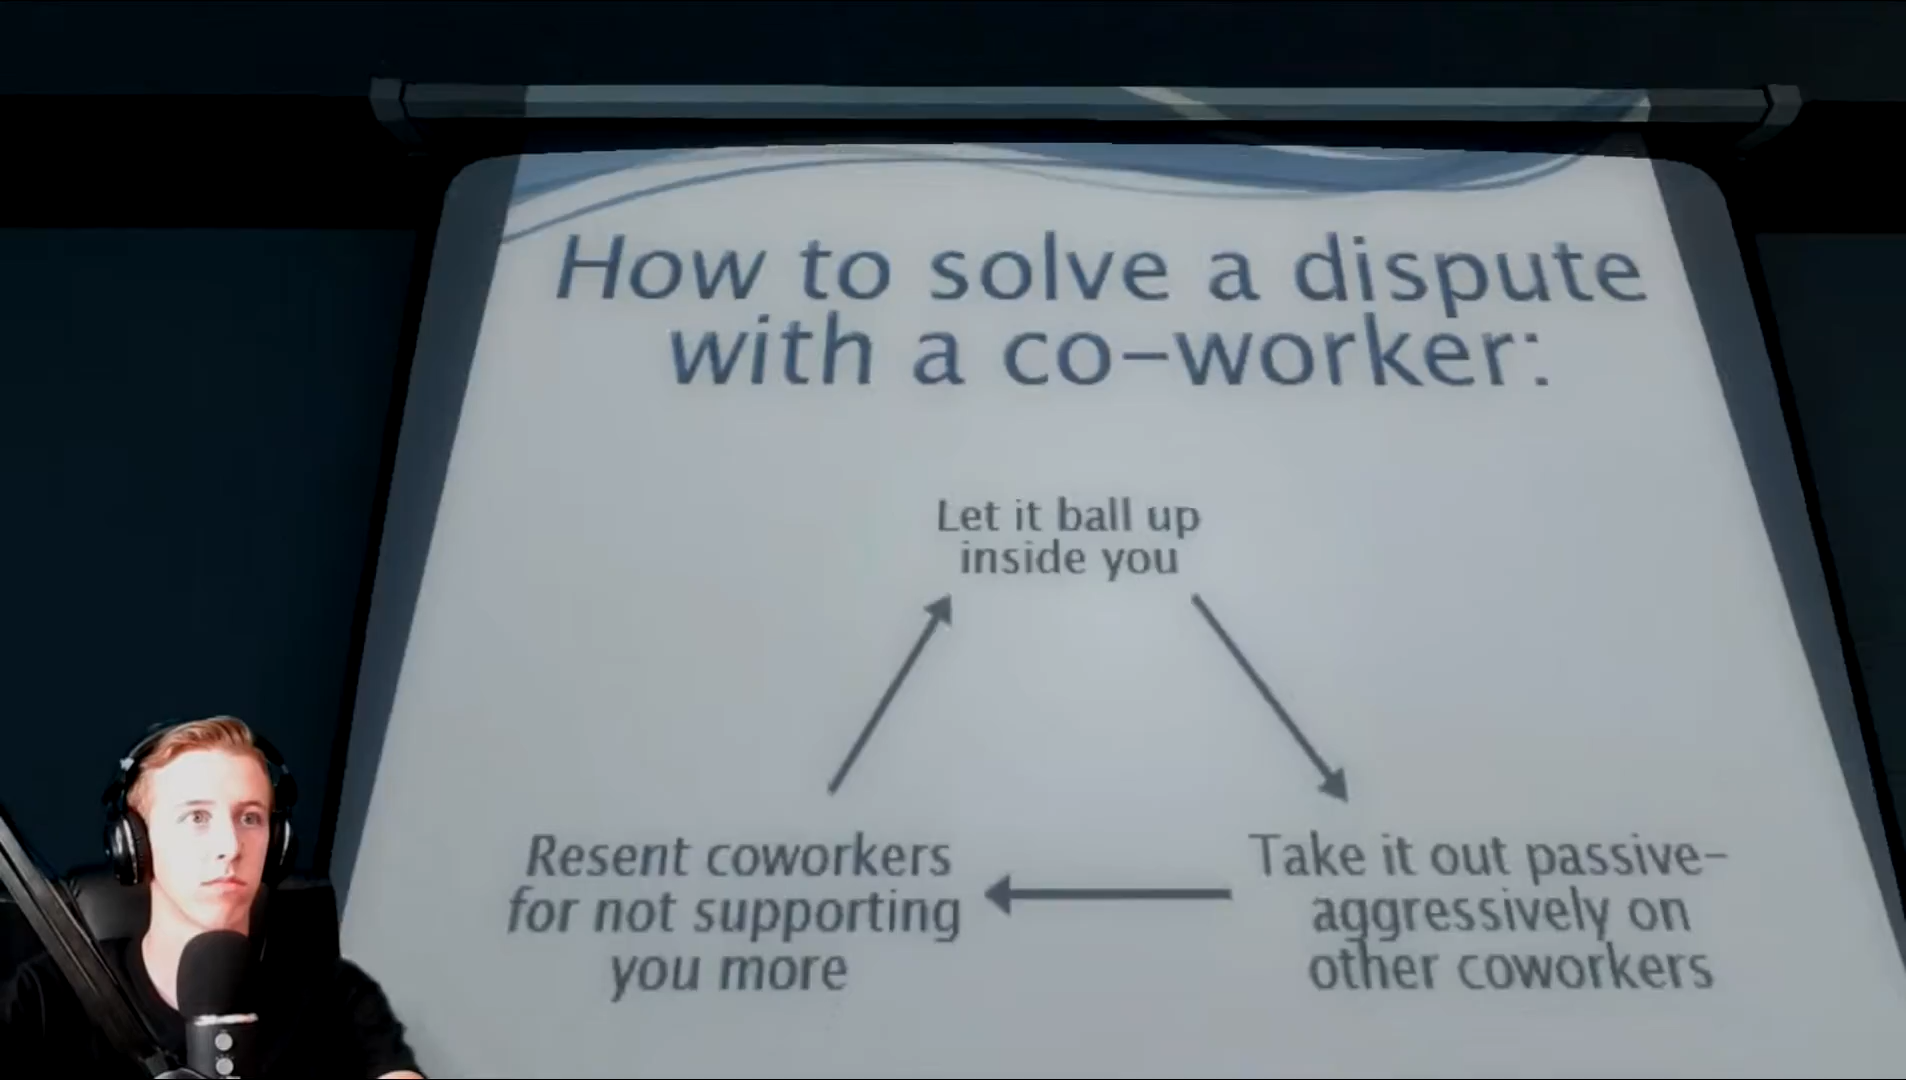 How to solve a dispute
with a co-worker:
Let it ball up
inside you
Resent coworkers
for not supporting
you more
Take it out passive-
aggressively on
other coworkers